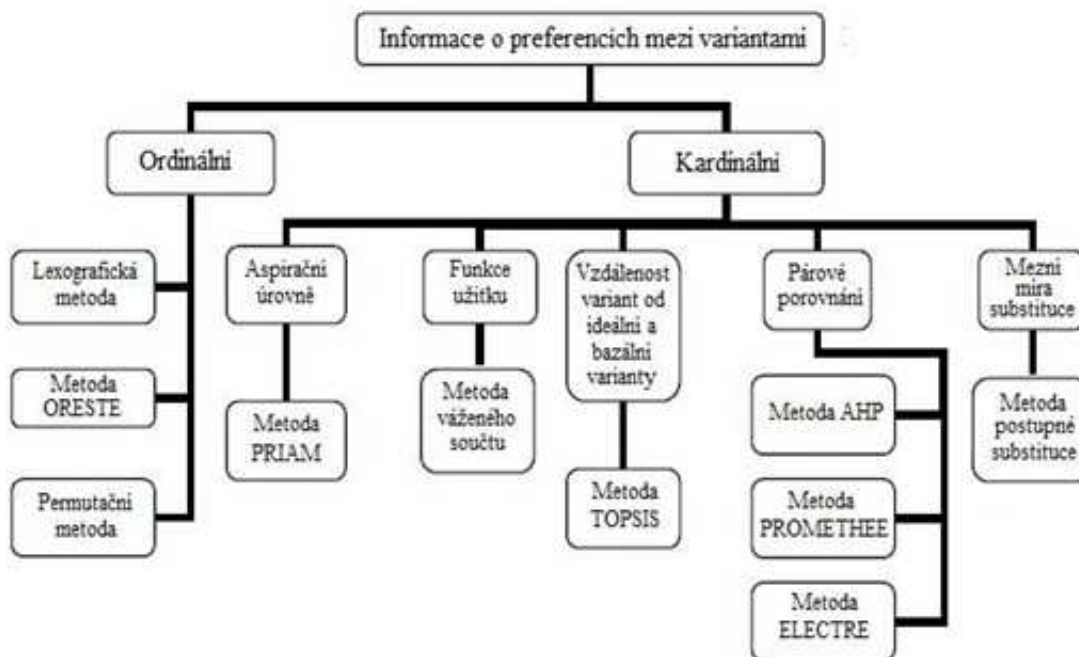 Informace o preferencích mezi variantami
Ordinální
Kardinální
Lexografická
metoda
Metoda
ORESTE
Permutační
metoda
Aspirační
úrovně
Metoda
PRIAM
Funkce
užitku
Metoda
váženého
součtu
Vzdálenost
variant od
ideální a
bazální
varianty
Metoda
TOPSIS
Párové
porovnání
Metoda AHP
Metoda
PROMETHEE
Metoda
ELECTRE
Mezní
míra
substituce
Metoda
postupné
substituce